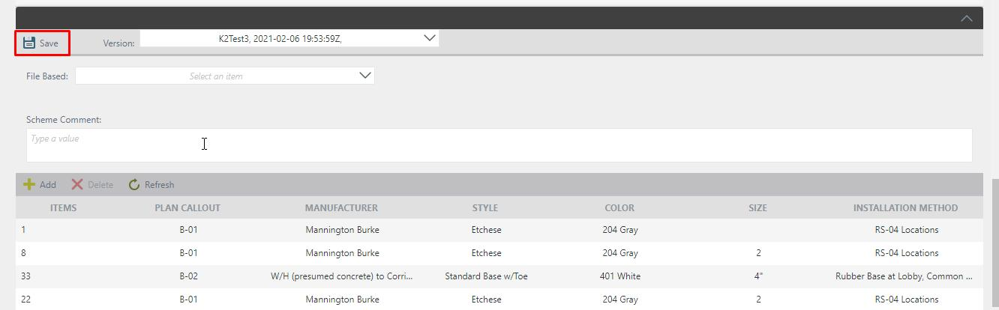 Save Version: K2Test3, 2021-02-06 19:53:59Z,
File Based: Select an item
Scheme Comment:
Type a value
Add Delete Refresh
ITEMS PLAN CALLOUT MANUFACTURER STYLE COLOR SIZE INSTALLATION METHOD
1 B-01 Mannington Burke Etchese 204 Gray RS-04 Locations
8 B-01 Mannington Burke Etchese 204 Gray 2 RS-04 Locations
33 B-02 W/H (presumed concrete) to Corri... Standard Base w/Toe 401 White 4" Rubber Base at Lobby, Common ...
22 B-01 Mannington Burke Etchese 204 Gray 2 RS-04 Locations